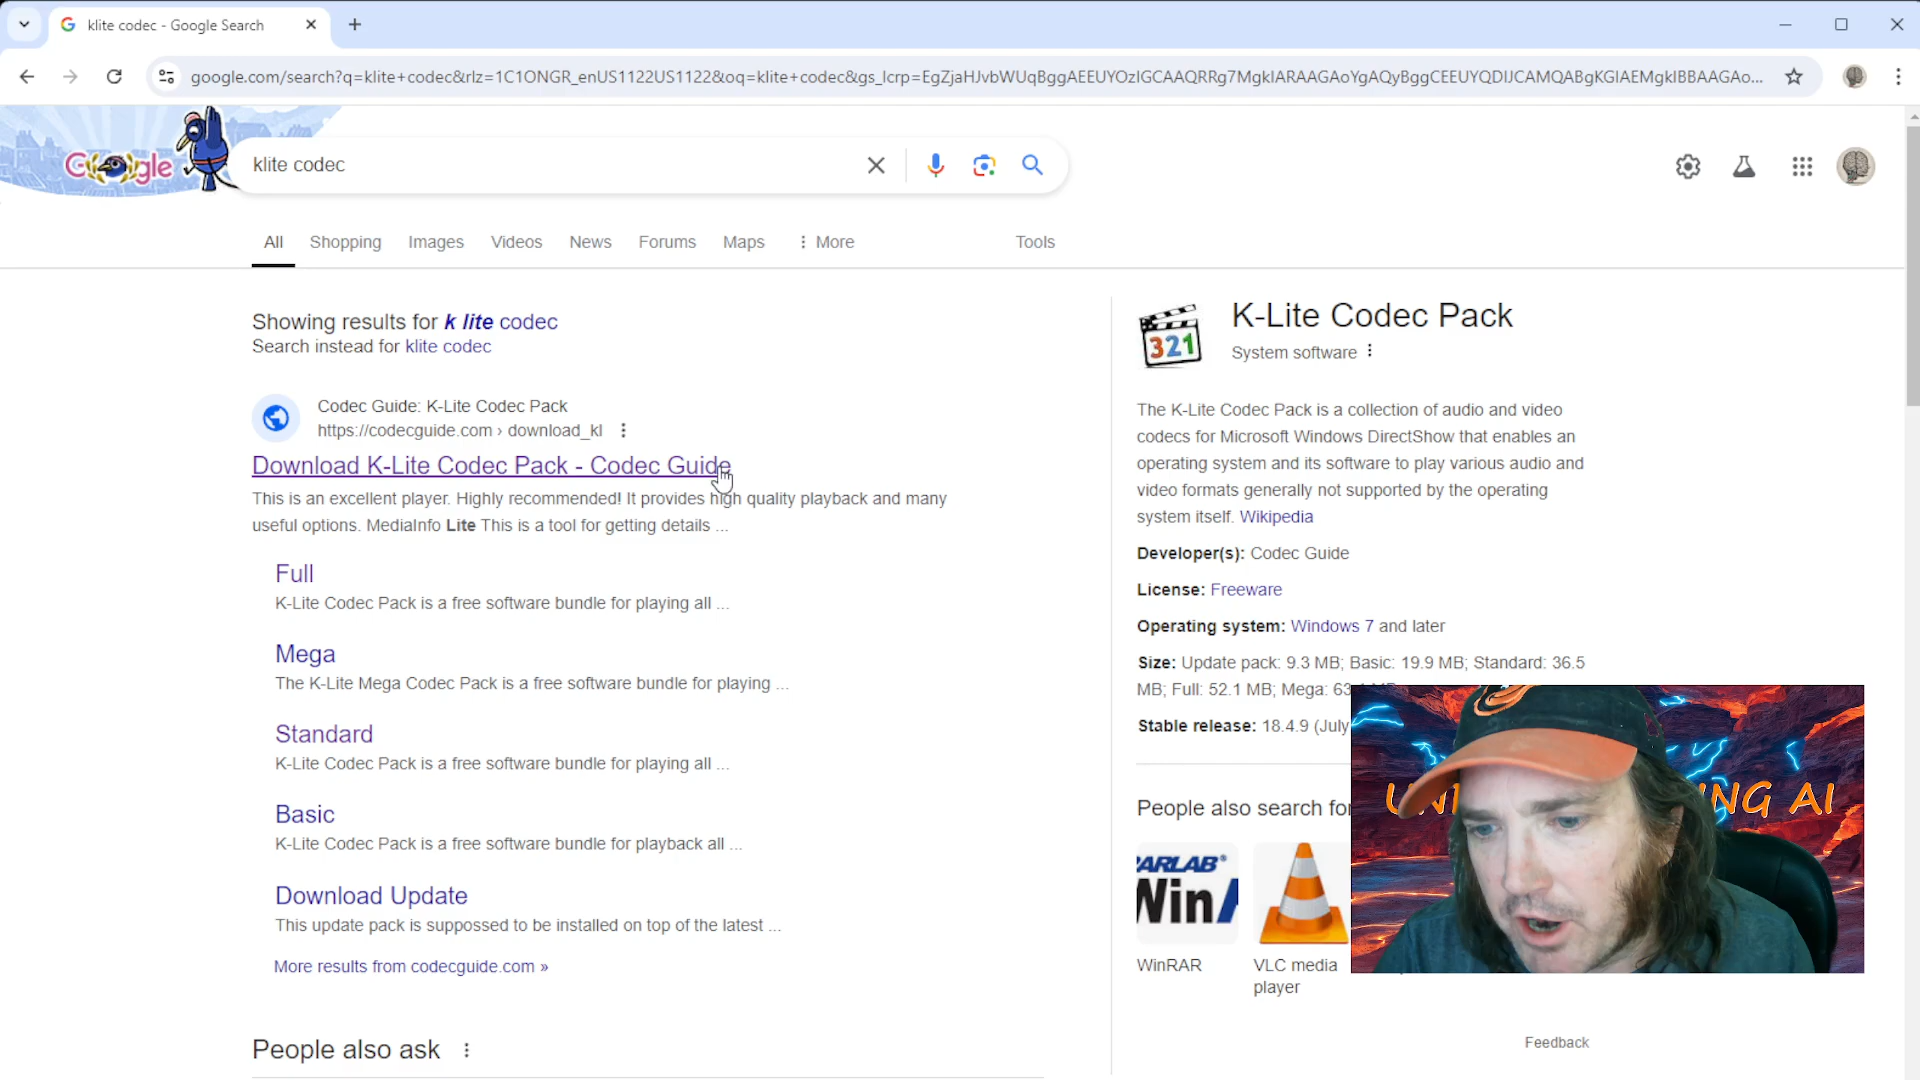 klite codec - Google Search
google.com/search?q=klite+codec&rlz=1C1ONGR_enUS1122US1122&oq=klite+codec&gs_lcrp=EgZjaHJvbWUqBggAEEUYOzIGCAAQRRg7MgkIARAAGAoYgAQyBggCEEUYQDIJCAMQABgKGIAEMgkIBBAAGAo...
Google
klite codec
All Shopping Images Videos News Forums Maps More Tools
Showing results for k lite codec
Search instead for klite codec
Codec Guide: K-Lite Codec Pack
https://codecguide.com › download_kl
Download K-Lite Codec Pack - Codec Guide
This is an excellent player. Highly recommended! It provides high quality playback and many
useful options. MediaInfo Lite This is a tool for getting details ...
Full
K-Lite Codec Pack is a free software bundle for playing all ...
Mega
The K-Lite Mega Codec Pack is a free software bundle for playing ...
Standard
K-Lite Codec Pack is a free software bundle for playing all ...
Basic
K-Lite Codec Pack is a free software bundle for playback all ...
Download Update
This update pack is suppossed to be installed on top of the latest ...
More results from codecguide.com »
People also ask
321
K-Lite Codec Pack
System software
The K-Lite Codec Pack is a collection of audio and video
codecs for Microsoft Windows DirectShow that enables an
operating system and its software to play various audio and
video formats generally not supported by the operating
system itself. Wikipedia
Developer(s): Codec Guide
License: Freeware
Operating system: Windows 7 and later
Size: Update pack: 9.3 MB; Basic: 19.9 MB; Standard: 36.5
MB; Full: 52.1 MB; Mega: 63
Stable release: 18.4.9 (July
People also search for
ARLAB®
Win
WinRAR
VLC media
player
NG AI
Feedback